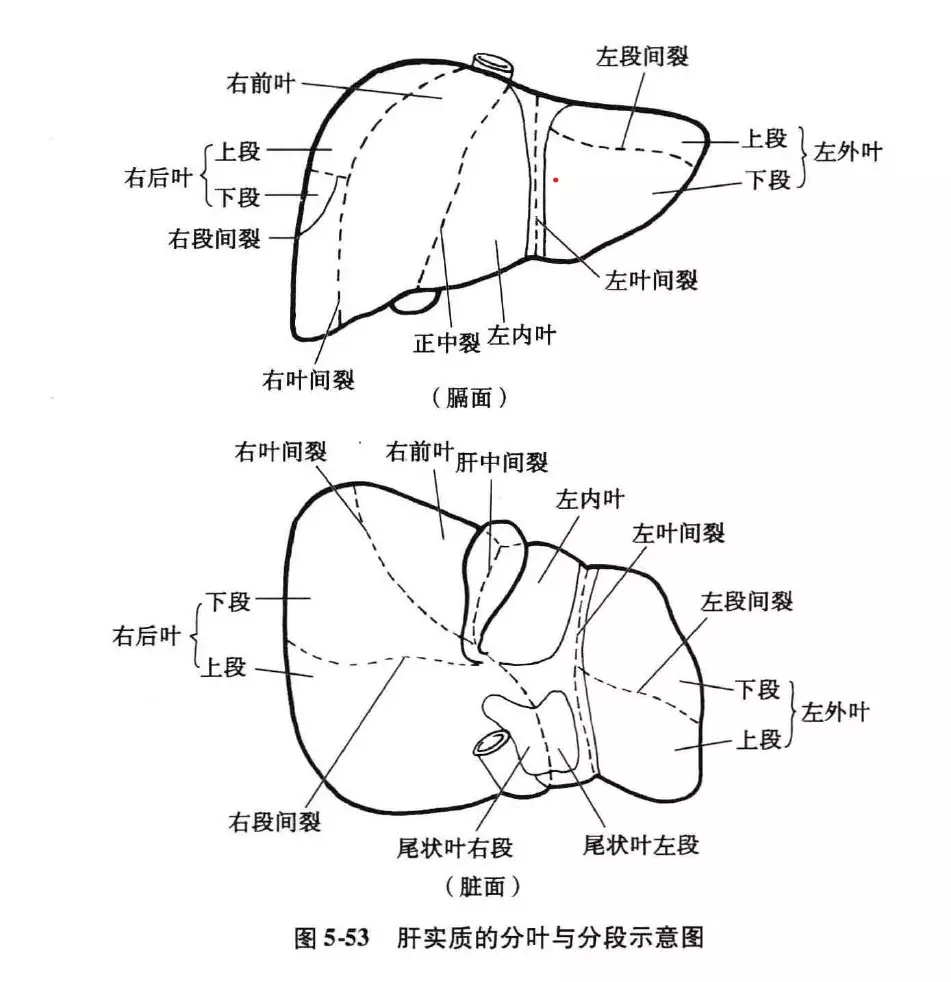 左段间裂
右前叶
上段
上段
左外叶
右后叶
下段
下段
右段间裂
左叶间裂
正中裂
左内叶
右叶间裂
(膈面)
右叶间裂
右前叶
肝中间裂
左内叶
左叶间裂
下段
左段间裂
右后叶
上段
下段
左外叶
上段
右段间裂
尾状叶右段
尾状叶左段
(脏面)
图 5-53 肝实质的分叶与分段示意图